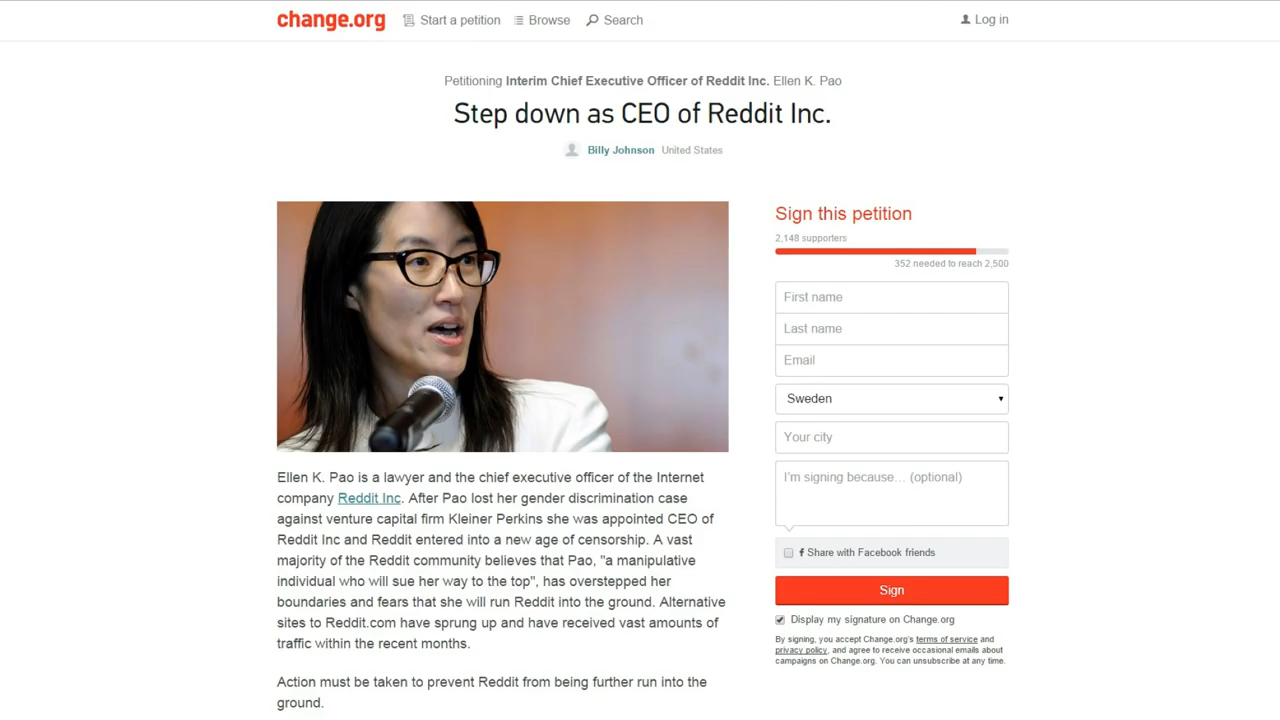 change.org Start a petition Browse Search Log in
Petitioning Interim Chief Executive Officer of Reddit Inc. Ellen K. Pao
Step down as CEO of Reddit Inc.
Billy Johnson United States
Ellen K. Pao is a lawyer and the chief executive officer of the Internet
company Reddit Inc. After Pao lost her gender discrimination case
against venture capital firm Kleiner Perkins she was appointed CEO of
Reddit Inc and Reddit entered into a new age of censorship. A vast
majority of the Reddit community believes that Pao, "a manipulative
individual who will sue her way to the top", has overstepped her
boundaries and fears that she will run Reddit into the ground. Alternative
sites to Reddit.com have sprung up and have received vast amounts of
traffic within the recent months.
Action must be taken to prevent Reddit from being further run into the
ground.
Sign this petition
2,148 supporters
352 needed to reach 2,500
First name
Last name
Email
Sweden
Your city
I'm signing because... (optional)
f Share with Facebook friends
Sign
Display my signature on Change.org
By signing, you accept Change.org's terms of service and
privacy policy, and agree to receive occasional emails about
campaigns on Change.org. You can unsubscribe at any time.